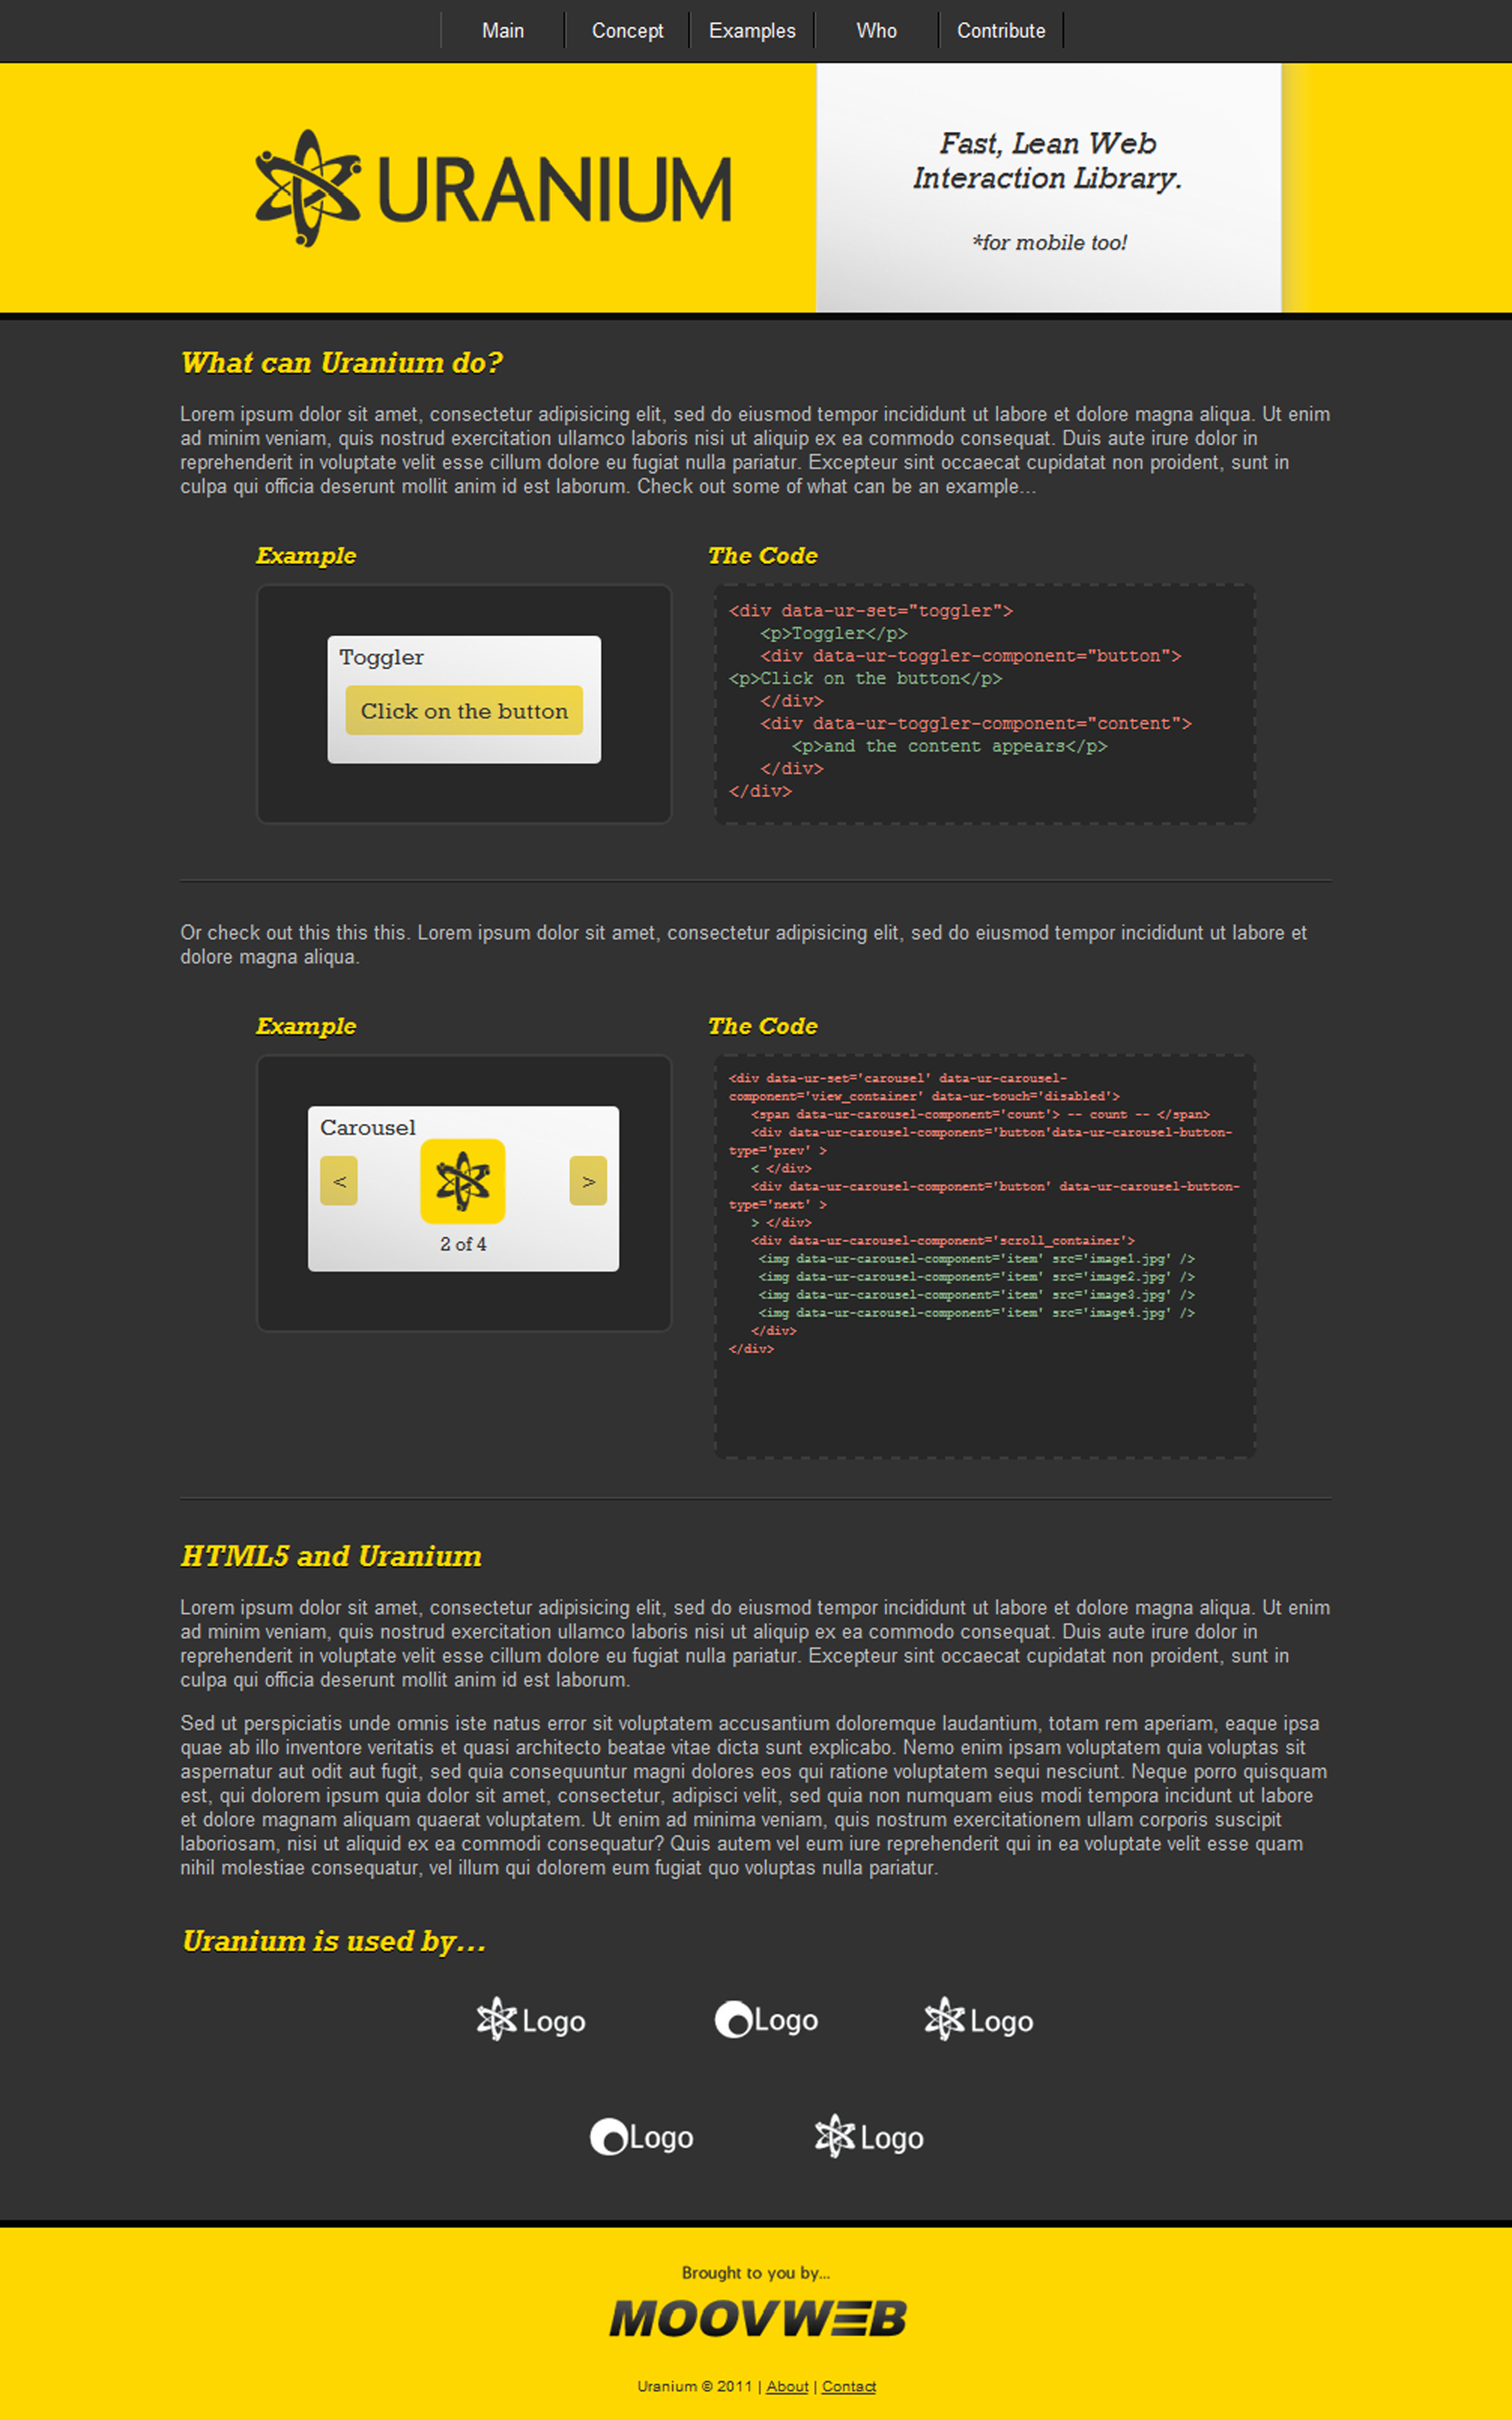 Main Concept Examples Who Contribute
URANIUM
Fast, Lean Web
Interaction Library.
*for mobile too!
What can Uranium do?
Lorem ipsum dolor sit amet, consectetur adipisicing elit, sed do eiusmod tempor incididunt ut labore et dolore magna aliqua. Ut enim
ad minim veniam, quis nostrud exercitation ullamco laboris nisi ut aliquip ex ea commodo consequat. Duis aute irure dolor in
reprehenderit in voluptate velit esse cillum dolore eu fugiat nulla pariatur. Excepteur sint occaecat cupidatat non proident, sunt in
culpa qui officia deserunt mollit anim id est laborum. Check out some of what can be an example...
Example
Toggler
Click on the button
The Code
<div data-ur-set="toggler">
<p>Toggler</p>
<div data-ur-toggler-component="button">
<p>Click on the button</p>
</div>
<div data-ur-toggler-component="content">
<p>and the content appears</p>
</div>
</div>
Or check out this this this. Lorem ipsum dolor sit amet, consectetur adipisicing elit, sed do eiusmod tempor incididunt ut labore et
dolore magna aliqua.
Example
Carousel
< >
2 of 4
The Code
<div data-ur-set='carousel' data-ur-carousel-
component='view_container' data-ur-touch='disabled'>
<span data-ur-carousel-component='count'> -- count -- </span>
<div data-ur-carousel-component='button'data-ur-carousel-button-
type='prev' >
< </div>
<div data-ur-carousel-component='button' data-ur-carousel-button-
type='next' >
> </div>
<div data-ur-carousel-component='scroll_container'>
<img data-ur-carousel-component='item' src='image1.jpg' />
<img data-ur-carousel-component='item' src='image2.jpg' />
<img data-ur-carousel-component='item' src='image3.jpg' />
<img data-ur-carousel-component='item' src='image4.jpg' />
</div>
</div>
HTML5 and Uranium
Lorem ipsum dolor sit amet, consectetur adipisicing elit, sed do eiusmod tempor incididunt ut labore et dolore magna aliqua. Ut enim
ad minim veniam, quis nostrud exercitation ullamco laboris nisi ut aliquip ex ea commodo consequat. Duis aute irure dolor in
reprehenderit in voluptate velit esse cillum dolore eu fugiat nulla pariatur. Excepteur sint occaecat cupidatat non proident, sunt in
culpa qui officia deserunt mollit anim id est laborum.
Sed ut perspiciatis unde omnis iste natus error sit voluptatem accusantium doloremque laudantium, totam rem aperiam, eaque ipsa
quae ab illo inventore veritatis et quasi architecto beatae vitae dicta sunt explicabo. Nemo enim ipsam voluptatem quia voluptas sit
aspernatur aut odit aut fugit, sed quia consequuntur magni dolores eos qui ratione voluptatem sequi nesciunt. Neque porro quisquam
est, qui dolorem ipsum quia dolor sit amet, consectetur, adipisci velit, sed quia non numquam eius modi tempora incidunt ut labore
et dolore magnam aliquam quaerat voluptatem. Ut enim ad minima veniam, quis nostrum exercitationem ullam corporis suscipit
laboriosam, nisi ut aliquid ex ea commodi consequatur? Quis autem vel eum iure reprehenderit qui in ea voluptate velit esse quam
nihil molestiae consequatur, vel illum qui dolorem eum fugiat quo voluptas nulla pariatur.
Uranium is used by...
Logo Logo Logo
Logo Logo
Brought to you by...
MOOVWEB
Uranium © 2011 | About | Contact